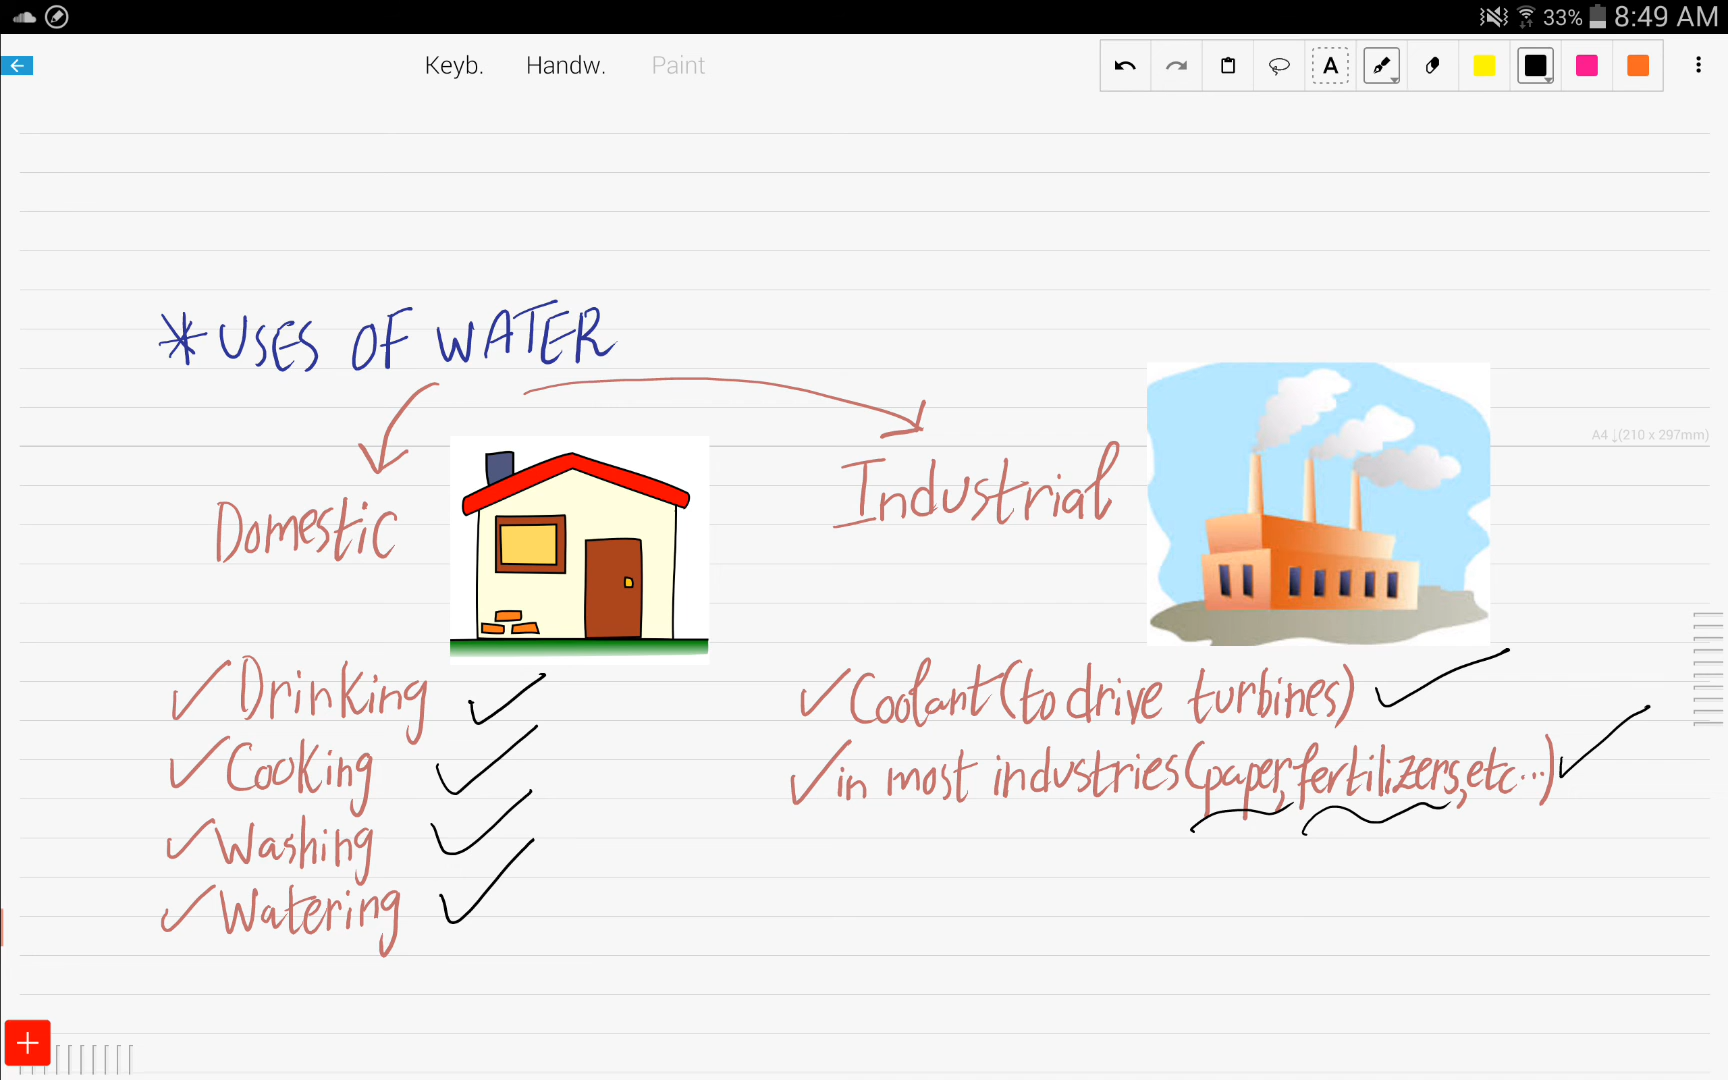 33% 8:49 AM
Keyb. Handw. Paint
A
*USES OF WATER
A4 ↓(210 x 297mm)
Domestic
Industrial
✓Drinking ✓
✓Cooking ✓
✓Washing ✓
✓Watering ✓
✓Coolant(to drive turbines) ✓
✓in most industries(paper,fertilizers,etc...) ✓